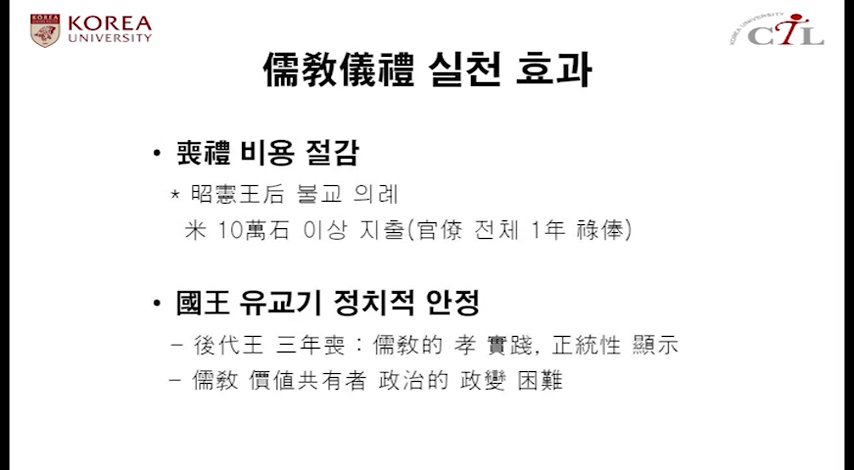 KOREA
UNIVERSITY
KOREA UNIVERSITY
CTL
儒敎儀禮 실천 효과
• 喪禮 비용 절감
* 昭憲王后 불교 의례
米 10萬石 이상 지출(官僚 전체 1年 祿俸)
• 國王 유교기 정치적 안정
– 後代王 三年喪 : 儒敎的 孝 實踐, 正統性 顯示
– 儒敎 價値共有者 政治的 政變 困難